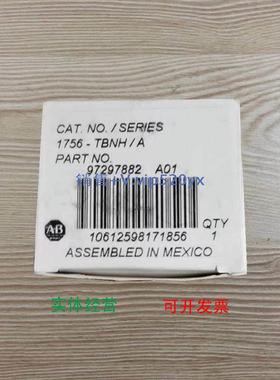 CAT. NO. / SERIES
1756 - TBNH / A
PART NO.
97297882 A01
AB
QTY
10612598171856 1
ASSEMBLED IN MEXICO
实体经营 可开发票